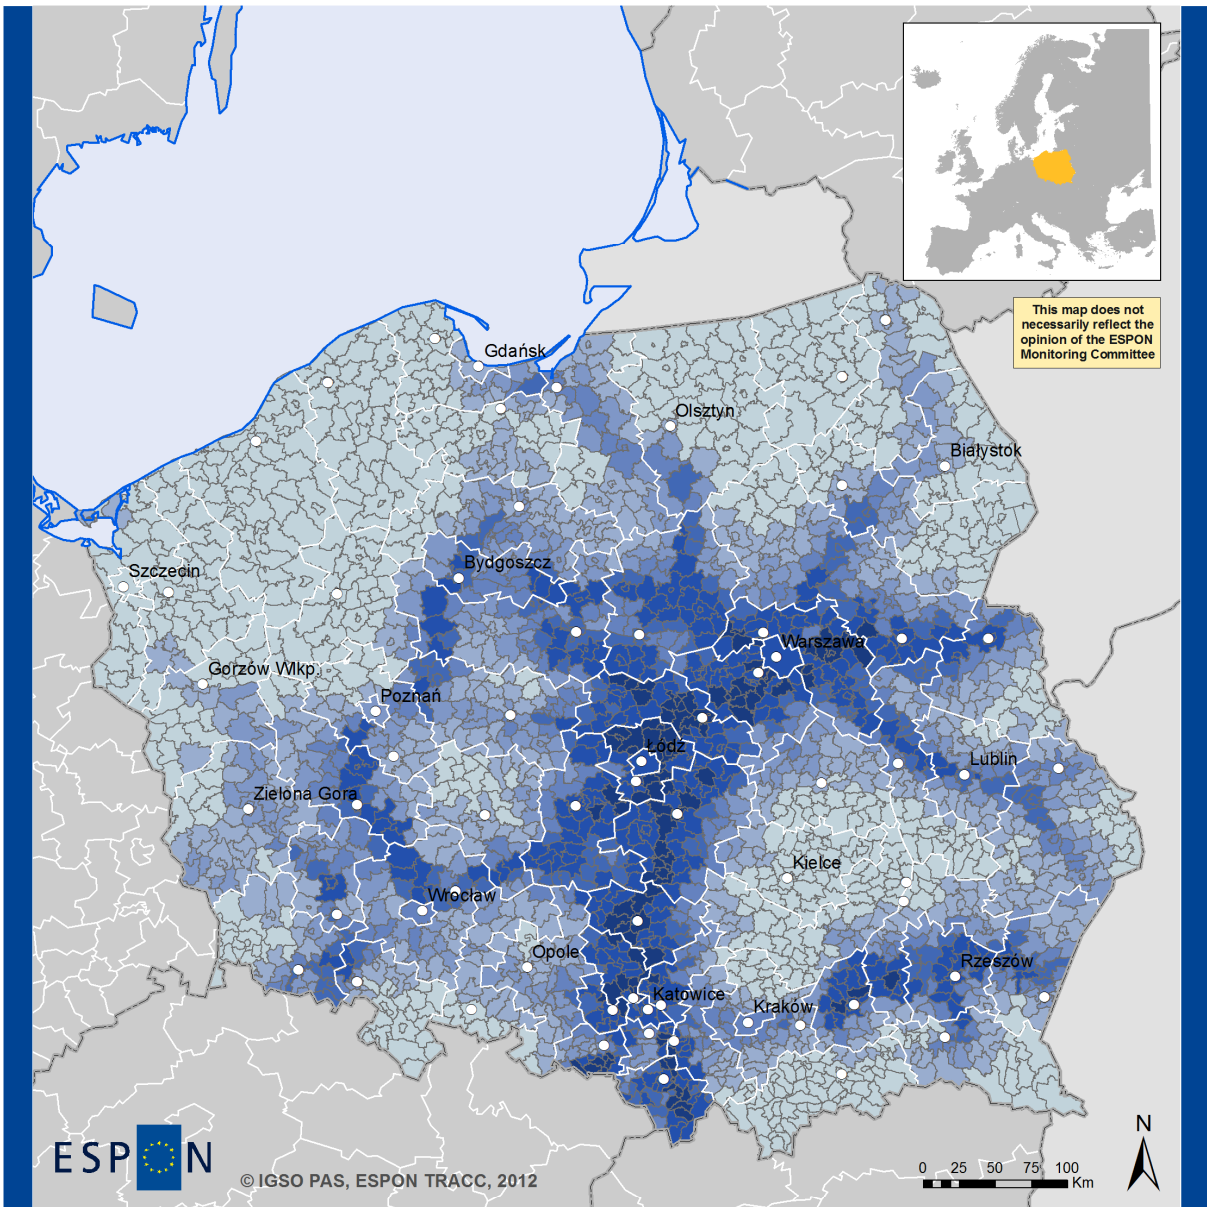 This map does not
necessarily reflect the
opinion of the ESPON
Monitoring Committee
Gdańsk
Olsztyn
Białystok
Bydgoszcz
Szczecin
Warszawa
Gorzów Wlkp.
Poznań
Łódź
Lublin
Zielona Gora
Kielce
Wrocław
Opole
Rzeszów
Katowice
Kraków
ESPON
© IGSO PAS, ESPON TRACC, 2012
N
0 25 50 75 100
Km